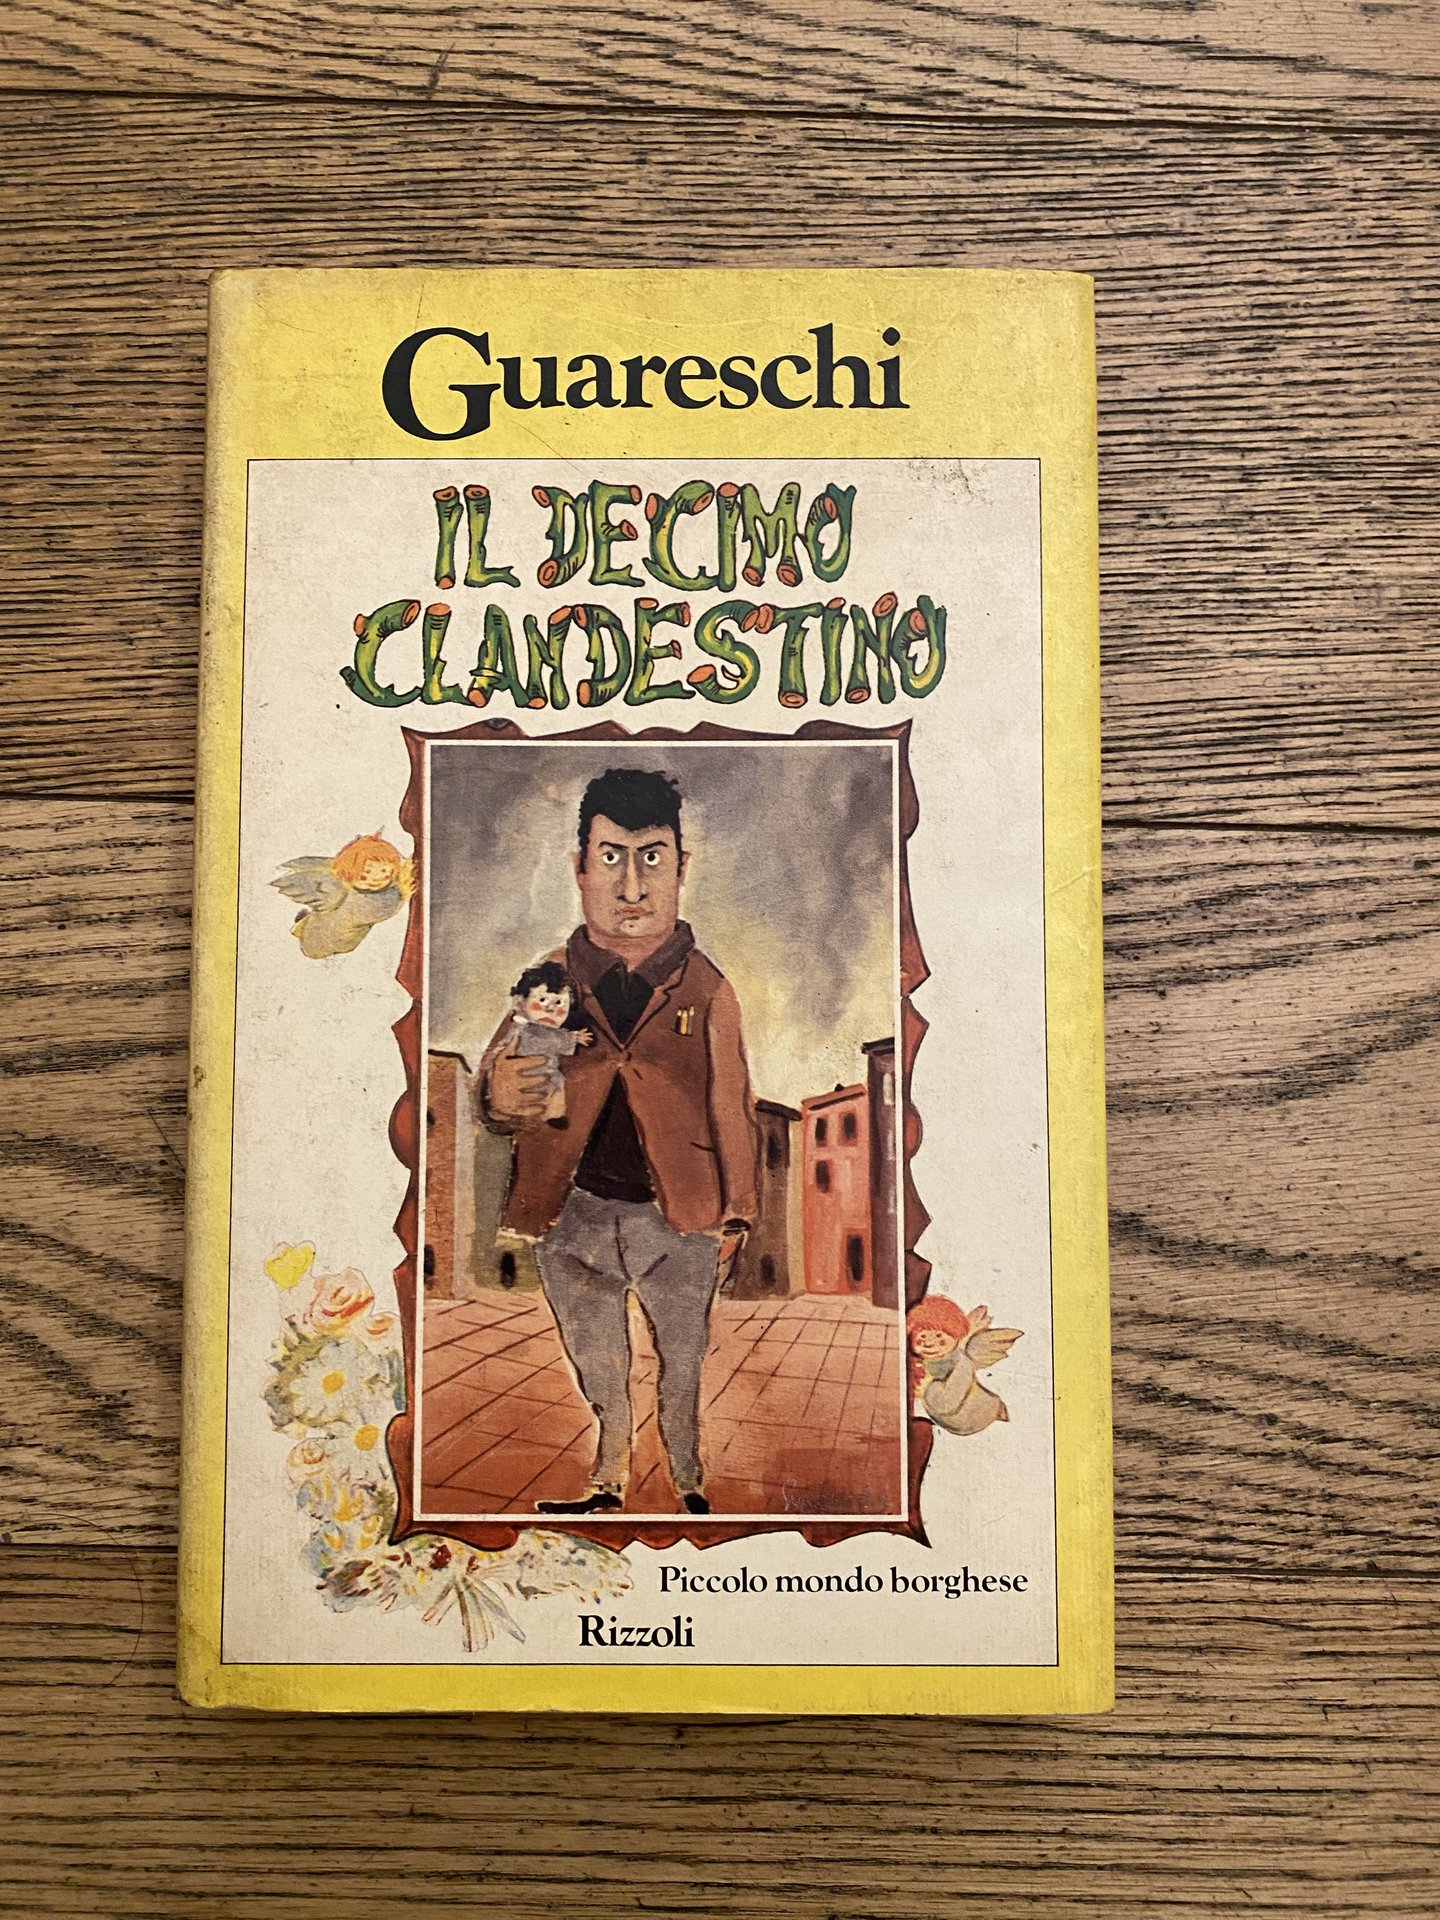 Guareschi
IL DECIMO
CLANDESTINO
Piccolo mondo borghese
Rizzoli